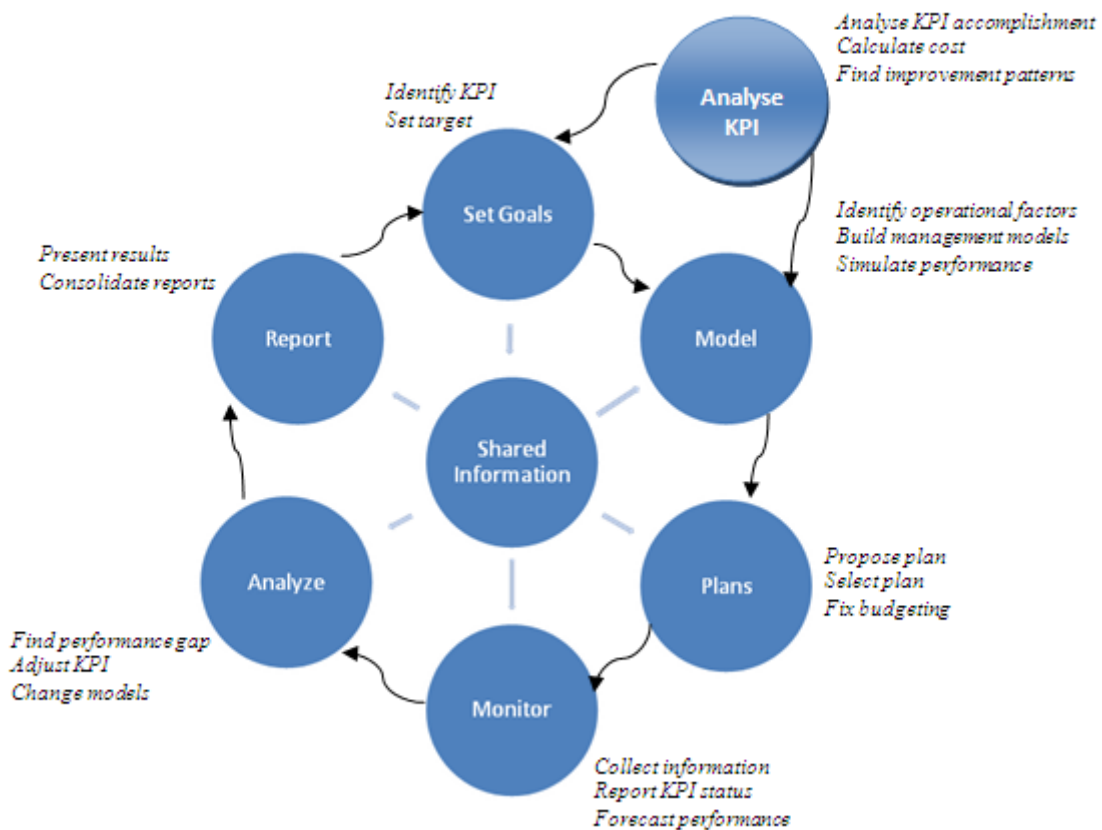 Analyse KPI accomplishment
Calculate cost
Find improvement patterns
Analyse
KPI
Identify KPI
Set target
Set Goals
Identify operational factors
Build management models
Simulate performance
Present results
Consolidate reports
Report
Model
Shared
Information
Analyze
Plans
Propose plan
Select plan
Fix budgeting
Find performance gap
Adjust KPI
Change models
Monitor
Collect information
Report KPI status
Forecast performance